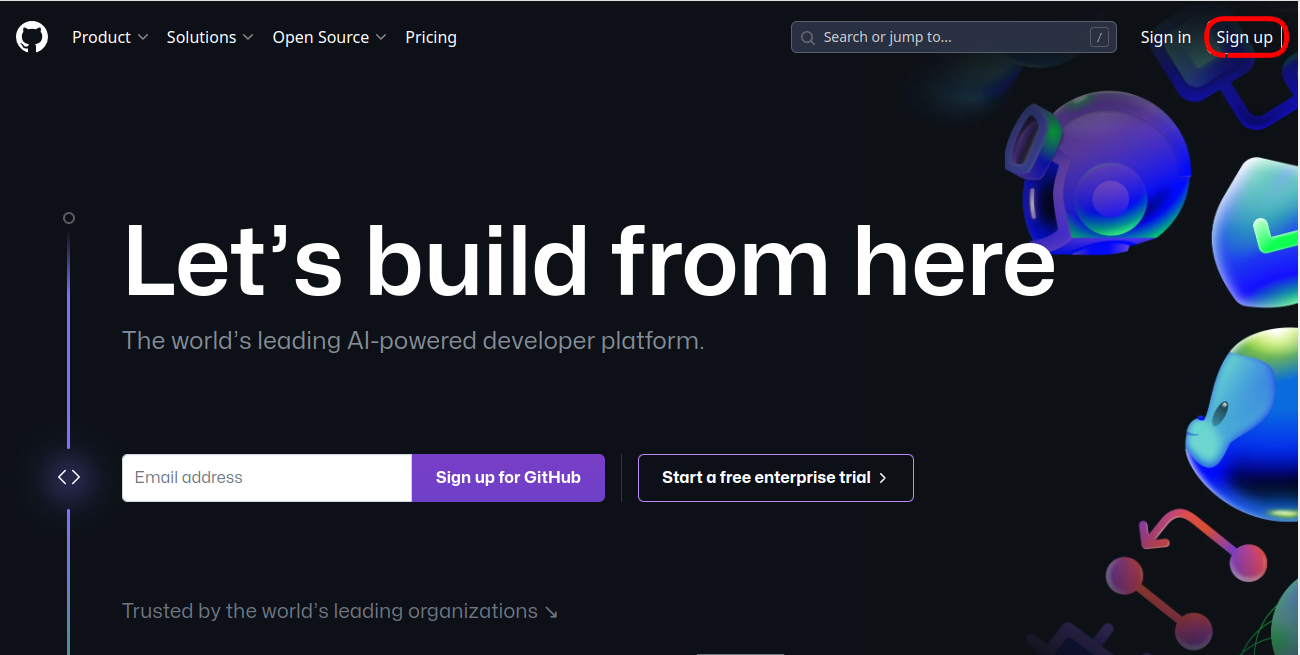 Product Solutions Open Source Pricing Search or jump to... / Sign in Sign up
Let’s build from here
The world’s leading AI-powered developer platform.
Email address Sign up for GitHub Start a free enterprise trial
Trusted by the world’s leading organizations ↘